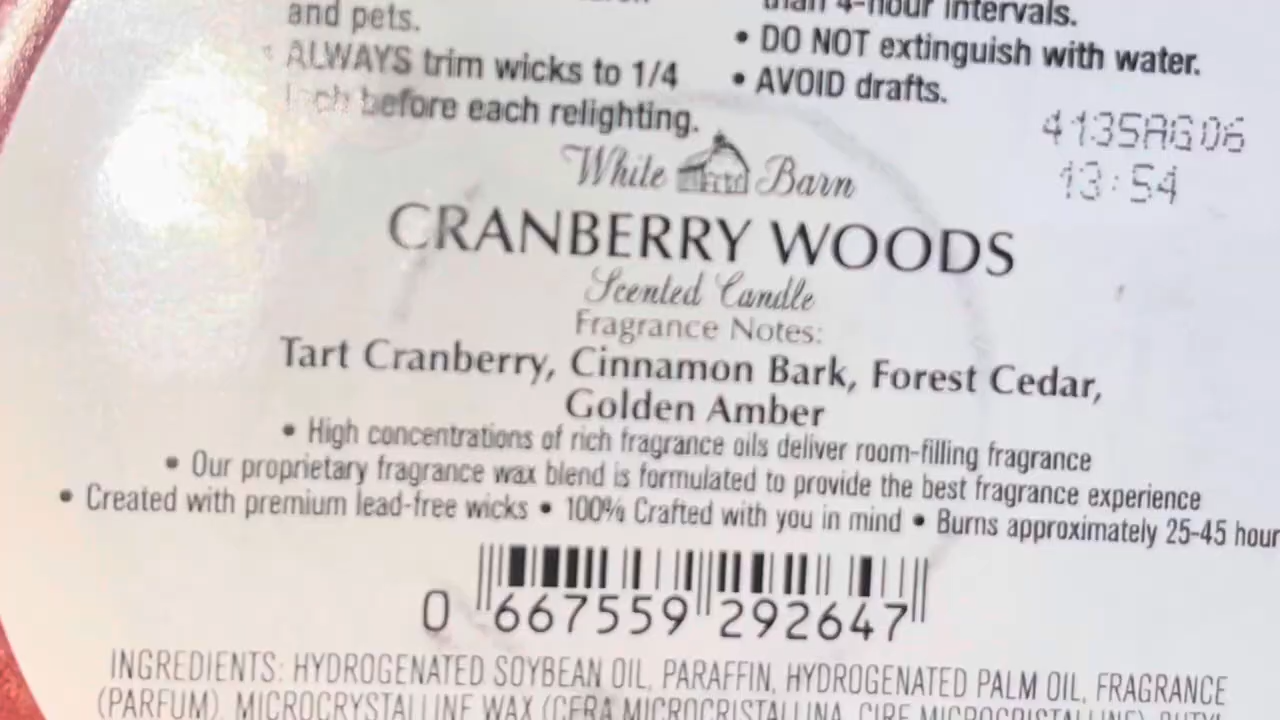 and pets.
ALWAYS trim wicks to 1/4
Inch before each relighting.
than 4-hour intervals.
• DO NOT extinguish with water.
• AVOID drafts.
4135AG06
13:54
White Barn
CRANBERRY WOODS
Scented Candle
Fragrance Notes:
Tart Cranberry, Cinnamon Bark, Forest Cedar,
Golden Amber
• High concentrations of rich fragrance oils deliver room-filling fragrance
• Our proprietary fragrance wax blend is formulated to provide the best fragrance experience
• Created with premium lead-free wicks • 100% Crafted with you in mind • Burns approximately 25-45 hour
0 667559 292647
INGREDIENTS: HYDROGENATED SOYBEAN OIL, PARAFFIN, HYDROGENATED PALM OIL, FRAGRANCE
(PARFUM), MICROCRYSTALLINE WAX (CERA MICROCRISTALLINA, CIRE MICROCRISTALLINE),